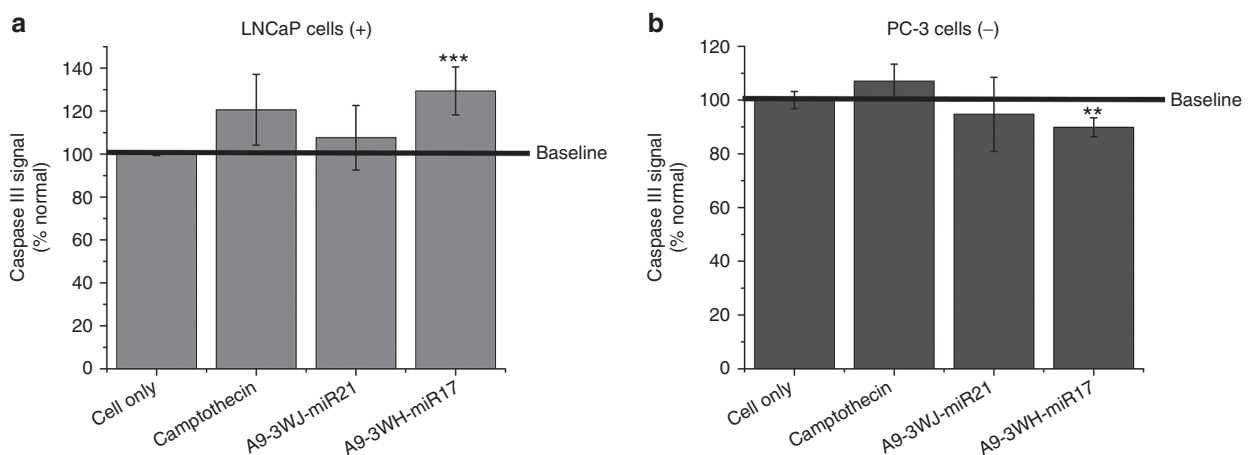 a
LNCaP cells (+)
Caspase III signal
(% normal)
140
120
100
80
60
40
20
0
***
Baseline
Cell only
Camptothecin
A9-3WJ-miR21
A9-3WH-miR17
b
PC-3 cells (−)
Caspase III signal
(% normal)
120
100
80
60
40
20
0
**
Baseline
Cell only
Camptothecin
A9-3WJ-miR21
A9-3WH-miR17